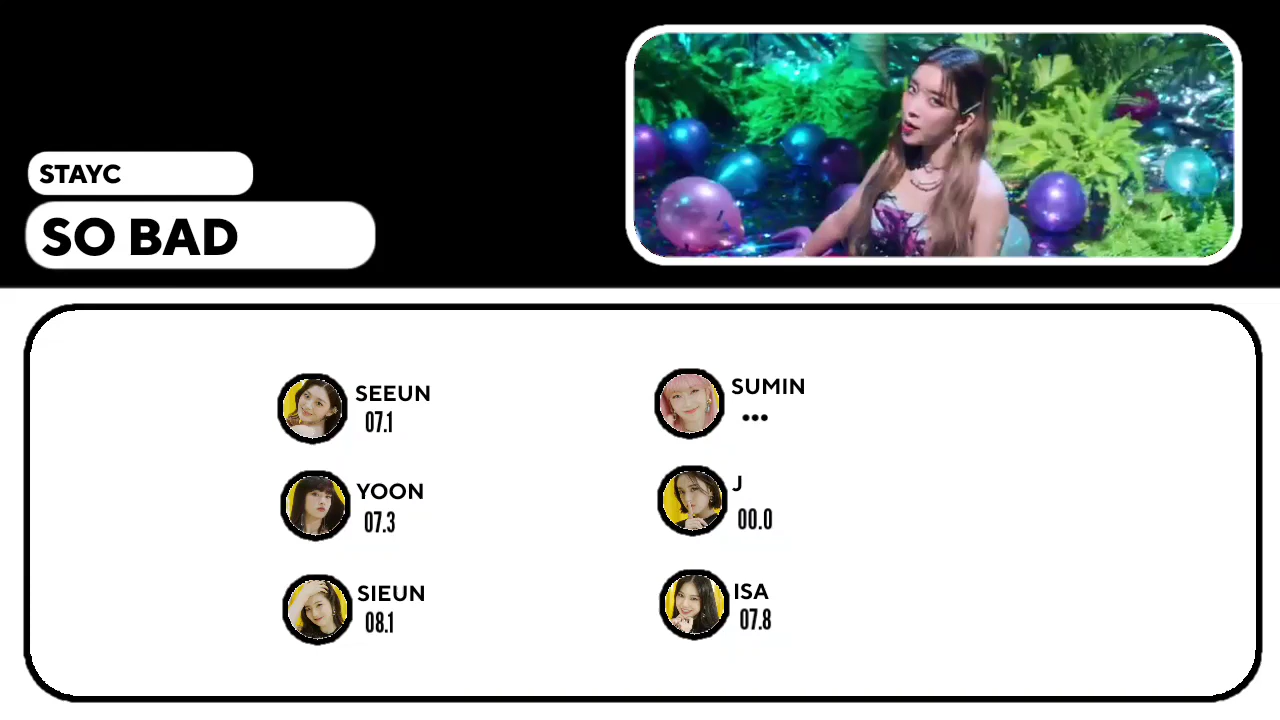 STAYC
SO BAD
SEEUN
07.1
YOON
07.3
SIEUN
08.1
SUMIN
•••
J
00.0
ISA
07.8